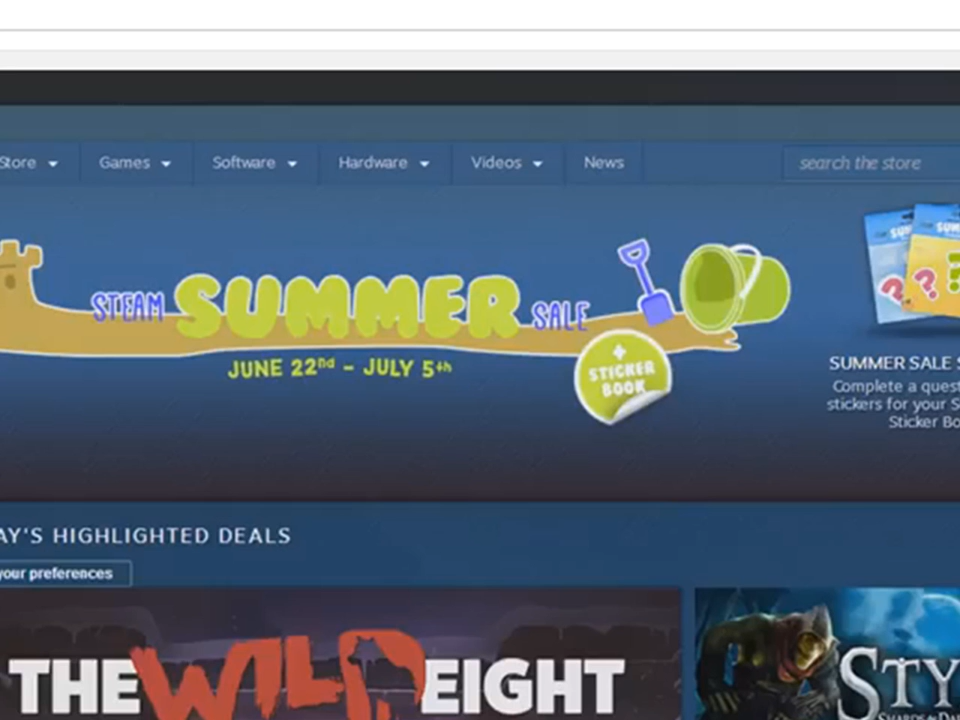 Store Games Software Hardware Videos News search the store
STEAM SUMMER SALE
JUNE 22nd - JULY 5th
+
STICKER
BOOK
SUMMER SALE
Complete a quest
stickers for your
Sticker
AY'S HIGHLIGHTED DEALS
your preferences
THE WILD EIGHT
STY